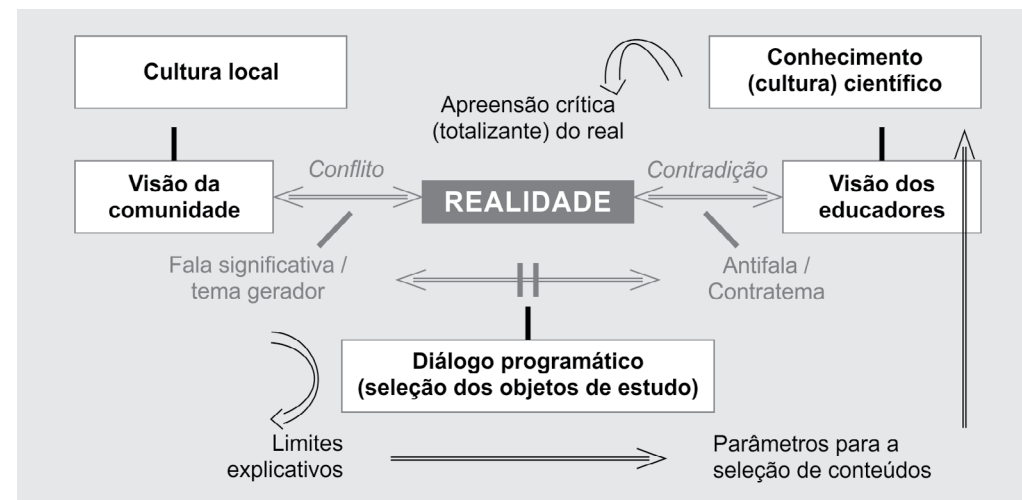 Cultura local
Conhecimento
(cultura) científico
Apreensão crítica
(totalizante) do real
Visão da
comunidade
Conflito
REALIDADE
Contradição
Visão dos
educadores
Fala significativa /
tema gerador
Antifala /
Contratema
Diálogo programático
(seleção dos objetos de estudo)
Limites
explicativos
Parâmetros para a
seleção de conteúdos